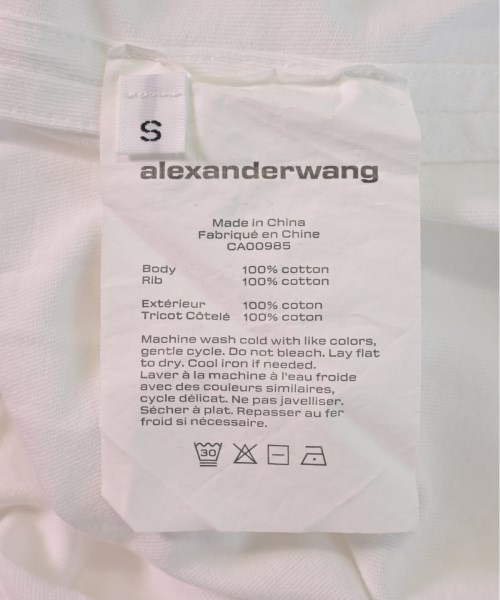 S
alexanderwang
Made in China
Fabriqué en Chine
CA00985
Body 100% cotton
Rib 100% cotton
Extérieur 100% coton
Tricot Côtelé 100% coton
Machine wash cold with like colors,
gentle cycle. Do not bleach. Lay flat
to dry. Cool iron if needed.
Laver à la machine à l'eau froide
avec des couleurs similaires,
cycle délicat. Ne pas javelliser.
Sécher à plat. Repasser au fer
froid si nécessaire.
30